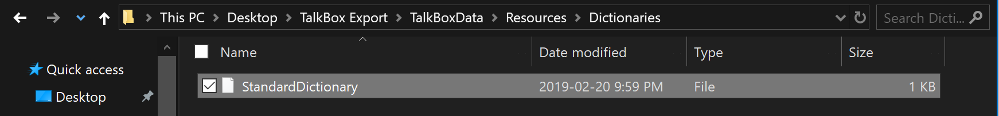 This PC > Desktop > TalkBox Export > TalkBoxData > Resources > Dictionaries
Search Dicti...
Name Date modified Type Size
Quick access
StandardDictionary 2019-02-20 9:59 PM File 1 KB
Desktop